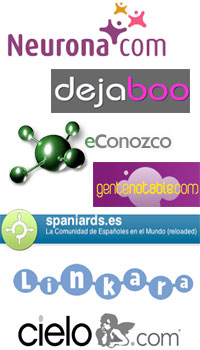 Neurona.com
dejaboo
eConozco
gentenotable.com
spaniards.es
La Comunidad de Españoles en el Mundo (reloaded)
Linkara
cielo.com